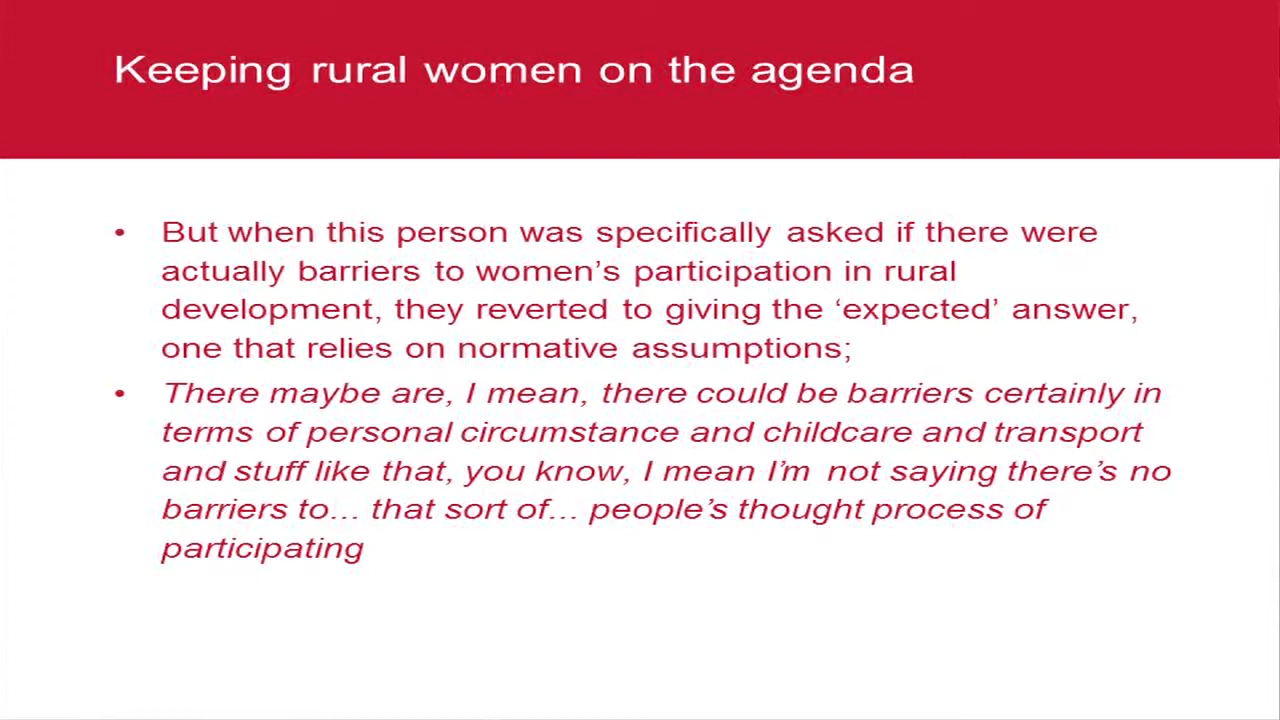 Keeping rural women on the agenda
• But when this person was specifically asked if there were
actually barriers to women’s participation in rural
development, they reverted to giving the ‘expected’ answer,
one that relies on normative assumptions;
• There maybe are, I mean, there could be barriers certainly in
terms of personal circumstance and childcare and transport
and stuff like that, you know, I mean I’m not saying there’s no
barriers to... that sort of... people’s thought process of
participating